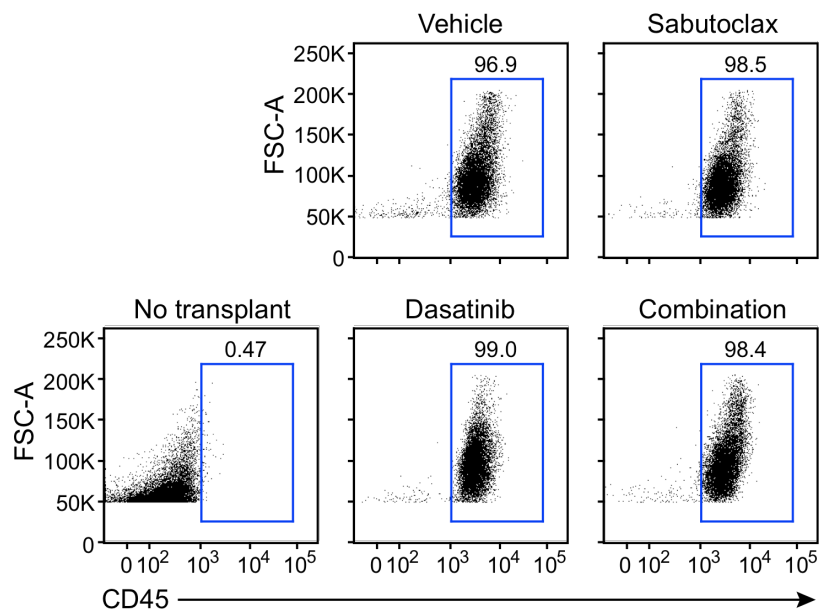 Vehicle
Sabutoclax
250K
200K
150K
100K
50K
0
FSC-A
96.9
98.5
No transplant
Dasatinib
Combination
250K
200K
150K
100K
50K
0
FSC-A
0.47
99.0
98.4
0 10² 10³ 10⁴ 10⁵
0 10² 10³ 10⁴ 10⁵
0 10² 10³ 10⁴ 10⁵
CD45